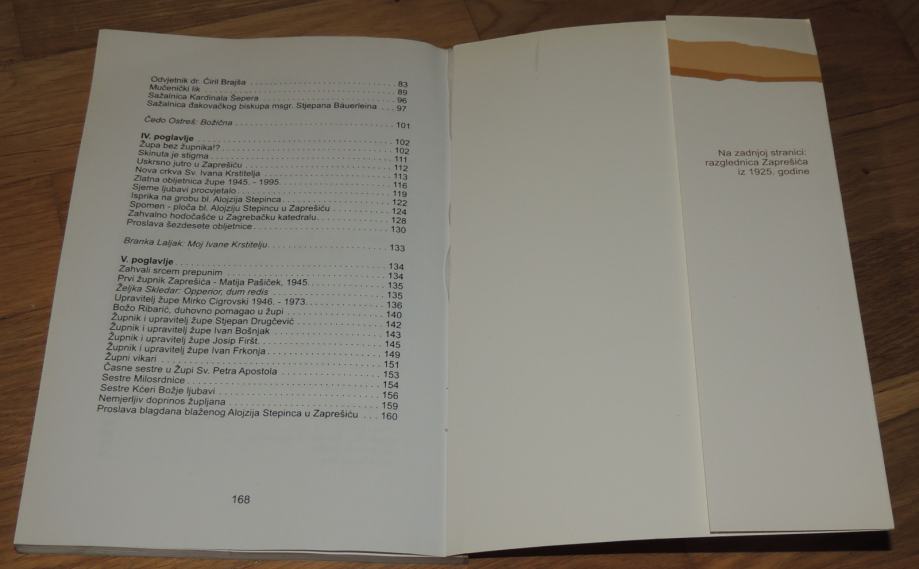 Odvjetnik dr. Ćiril Brajša . . . . . . . . . . . . . . . . . . . . 83
Mučenički lik . . . . . . . . . . . . . . . . . . . . 89
Sažalnica Kardinala Šepera . . . . . . . . . . . . . . . . . . . . 96
Sažalnica đakovačkog biskupa msgr. Stjepana Bäuerleina . . . . 97
Čedo Ostreš: Božićna . . . . . . . . . . . . . . . . . . . . 101
IV. poglavlje . . . . . . . . . . . . . . . . . . . . 102
Župa bez župnika!? . . . . . . . . . . . . . . . . . . . . 102
Skinuta je stigma . . . . . . . . . . . . . . . . . . . . 111
Uskrsno jutro u Zaprešiću . . . . . . . . . . . . . . . . . . . . 112
Nova crkva Sv. Ivana Krstitelja . . . . . . . . . . . . . . . . . . . . 113
Zlatna obljetnica župe 1945. - 1995. . . . . . . . . . . . . . . . . . . . 116
Sjeme ljubavi procvjetalo . . . . . . . . . . . . . . . . . . . . 119
Isprika na grobu bl. Alojzija Stepinca . . . . . . . . . . . . . . . . . . . . 122
Spomen - ploča bl. Alojziju Stepincu u Zaprešiću . . . . . . . . . . 124
Zahvalno hodočašće u Zagrebačku katedralu . . . . . . . . . . 128
Proslava šezdesete obljetnice . . . . . . . . . . . . . . . . . . . . 130
Branka Laljak: Moj Ivane Krstitelju . . . . . . . . . . . . . . . . . . . . 133
V. poglavlje . . . . . . . . . . . . . . . . . . . . 134
Zahvali srcem prepunim . . . . . . . . . . . . . . . . . . . . 134
Prvi župnik Zaprešića - Matija Pašiček, 1945. . . . . . . . . . . . . . . 135
Željka Skledar: Opperior, dum redis . . . . . . . . . . . . . . . . . . . . 135
Upravitelj župe Mirko Cigrovski 1946. - 1973. . . . . . . . . . . . . . . 136
Božo Ribarić, duhovno pomagao u župi . . . . . . . . . . . . . . . 140
Župnik i upravitelj župe Stjepan Drugčević . . . . . . . . . . . . . . . 142
Župnik i upravitelj župe Ivan Bošnjak . . . . . . . . . . . . . . . 143
Župnik i upravitelj župe Josip Firšt. . . . . . . . . . . . . . . . 145
Župnik i upravitelj župe Ivan Frkonja . . . . . . . . . . . . . . . 149
Župni vikari . . . . . . . . . . . . . . . . . . . . 151
Časne sestre u Župi Sv. Petra Apostola . . . . . . . . . . . . . . . 153
Sestre Milosrdnice . . . . . . . . . . . . . . . . . . . . 154
Sestre Kćeri Božje ljubavi . . . . . . . . . . . . . . . . . . . . 156
Nemjerljiv doprinos župljana . . . . . . . . . . . . . . . . . . . . 159
Proslava blagdana blaženog Alojzija Stepinca u Zaprešiću . . . 160
168
Na zadnjoj stranici:
razglednica Zaprešića
iz 1925. godine